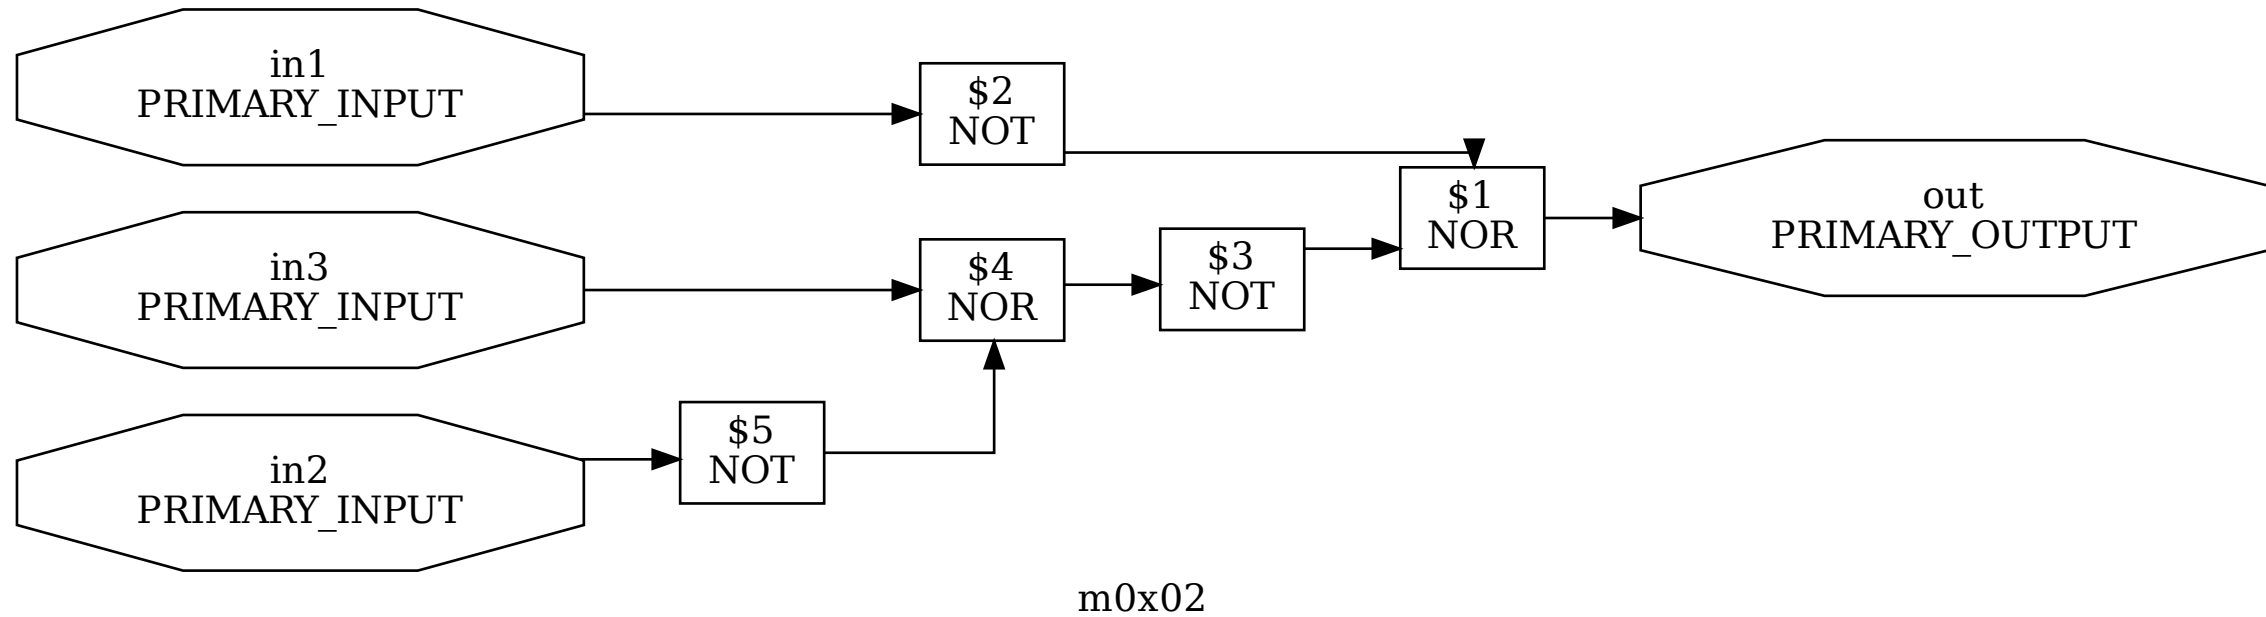 in1
PRIMARY_INPUT
$2
NOT
$1
NOR
out
PRIMARY_OUTPUT
in3
PRIMARY_INPUT
$4
NOR
$3
NOT
in2
PRIMARY_INPUT
$5
NOT
m0x02